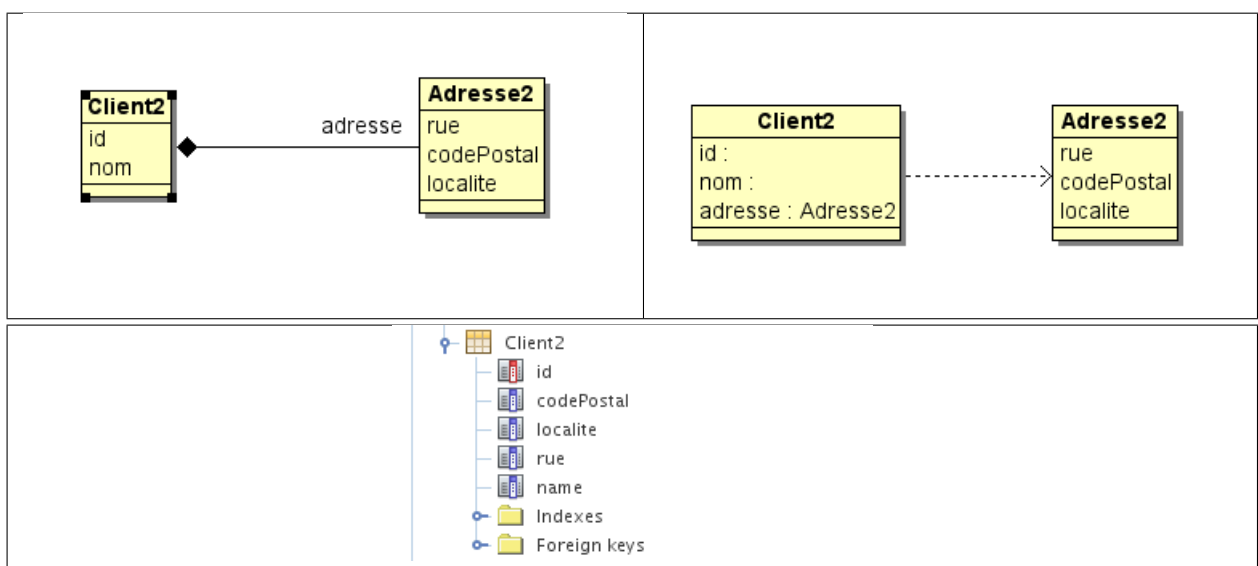 Client2
id
nom
adresse
Adresse2
rue
codePostal
localite
Client2
id :
nom :
adresse : Adresse2
Adresse2
rue
codePostal
localite
Client2
id
codePostal
localite
rue
name
Indexes
Foreign keys